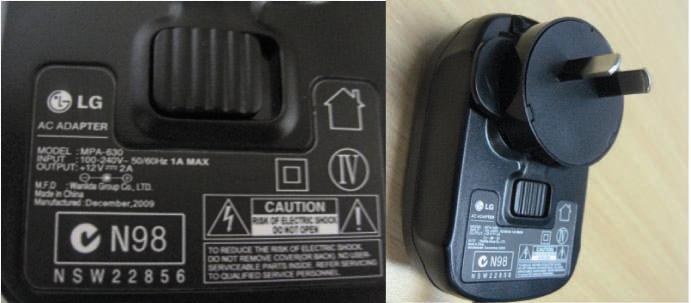 LG
AC ADAPTER
MODEL :MPA-630
INPUT :100-240V~ 50/60Hz 1A MAX
OUTPUT:+12V 2A
M.F.D :Wanlida Group Co., LTD.
Made in China
Manufactured :December,2009
N98
NSW22856
IV
CAUTION
RISK OF ELECTRIC SHOCK
DO NOT OPEN
TO REDUCE THE RISK OF ELECTRIC SHOCK.
DO NOT REMOVE COVER(OR BACK). NO USER-
SERVICEABLE PARTS INSIDE. REFER SERVICING
TO QUALIFIED SERVICE PERSONNEL.
LG
AC ADAPTER
N98
NSW22856
CAUTION